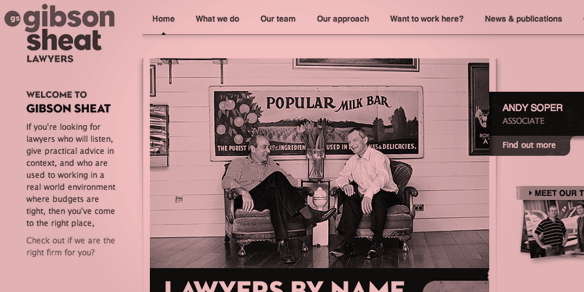 gs gibson
sheat
LAWYERS
Home What we do Our team Our approach Want to work here? News & publications
WELCOME TO
GIBSON SHEAT
If you're looking for
lawyers who will listen,
give practical advice in
context, and who are
used to working in a
real world environment
where budgets are
tight, then you've come
to the right place,
Check out if we are the
right firm for you?
POPULAR MILK BAR
THE PUREST INGREDIENT USED IN & DELICACIES.
ANDY SOPER
ASSOCIATE
Find out more
MEET OUR T
LAWYERS BY NAME